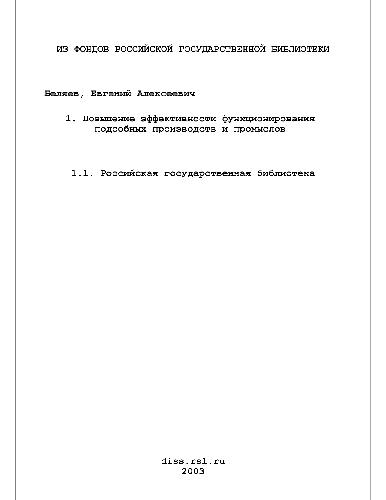 ИЗ ФОНДОВ РОССИЙСКОЙ ГОСУДАРСТВЕННОЙ БИБЛИОТЕКИ
Беляев, Евгений Алексеевич
1. Повышение эффективности функционирования
подсобных производств и промыслов
1.1. Российская государственная библиотека
diss.rsl.ru
2003